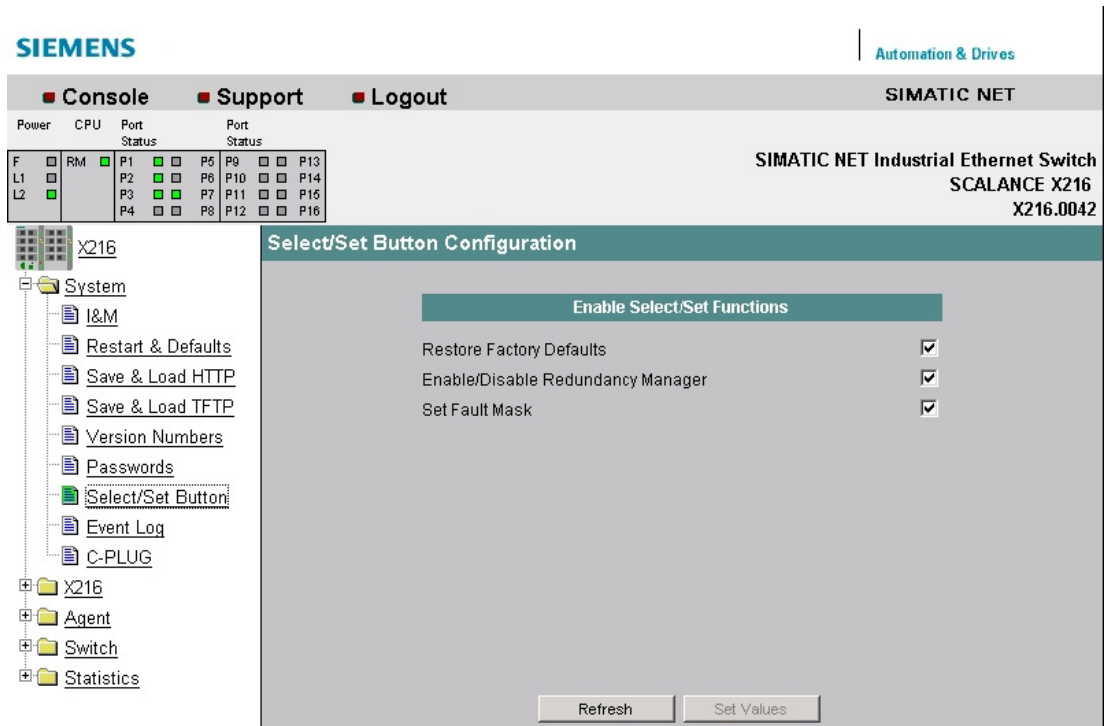 SIEMENS
Automation & Drives
Console Support Logout SIMATIC NET
Power CPU Port Status Port Status
F RM P1 P5 P9 P13
L1 P2 P6 P10 P14
L2 P3 P7 P11 P15
P4 P8 P12 P16
SIMATIC NET Industrial Ethernet Switch
SCALANCE X216
X216.0042
X216
System
I&M
Restart & Defaults
Save & Load HTTP
Save & Load TFTP
Version Numbers
Passwords
Select/Set Button
Event Log
C-PLUG
X216
Agent
Switch
Statistics
Select/Set Button Configuration
Enable Select/Set Functions
Restore Factory Defaults
Enable/Disable Redundancy Manager
Set Fault Mask
Refresh Set Values